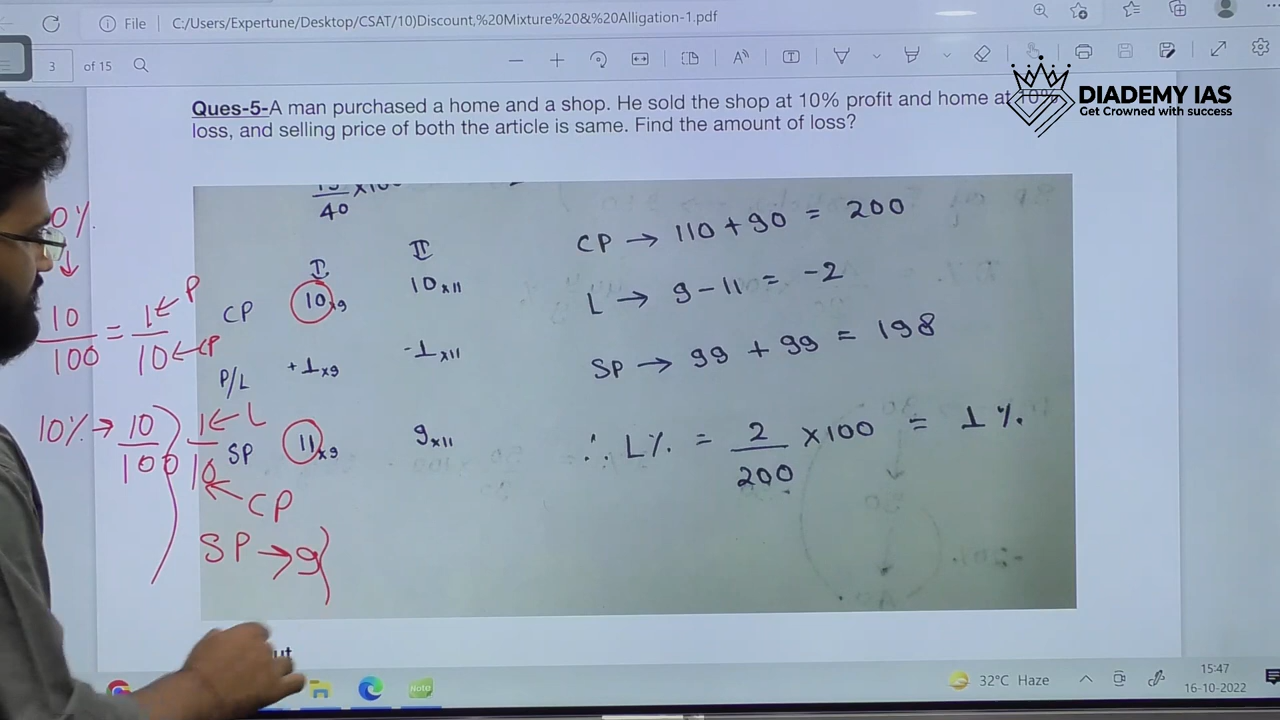 File C:/Users/Expertune/Desktop/CSAT/10)Discount,%20Mixture%20&%20Alligation-1.pdf
3 of 15
DIADEMY IAS
Get Crowned with success
Ques-5-A man purchased a home and a shop. He sold the shop at 10% profit and home at 10%
loss, and selling price of both the article is same. Find the amount of loss?
40
I II
CP 10x9 10x11
P/L +1x9 -1x11
SP 11x9 9x11
CP → 110 + 90 = 200
L → 9 - 11 = -2
SP → 99 + 99 = 198
∴ L% = 2/200 x100 = 1%.
0%.
10/100 = 1/10 ← P ← CP
10% → 10/100 1/10 ← L
CP
SP → 9
Note
32°C Haze
15:47
16-10-2022